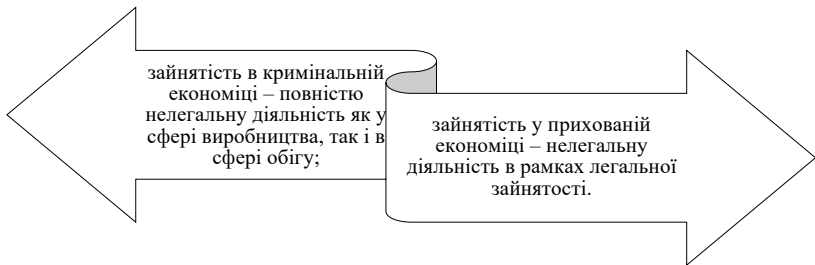 зайнятість в кримінальній
економіці – повністю
нелегальну діяльність як у
сфері виробництва, так і в
сфері обігу;
зайнятість у прихованій
економіці – нелегальну
діяльність в рамках легальної
зайнятості.